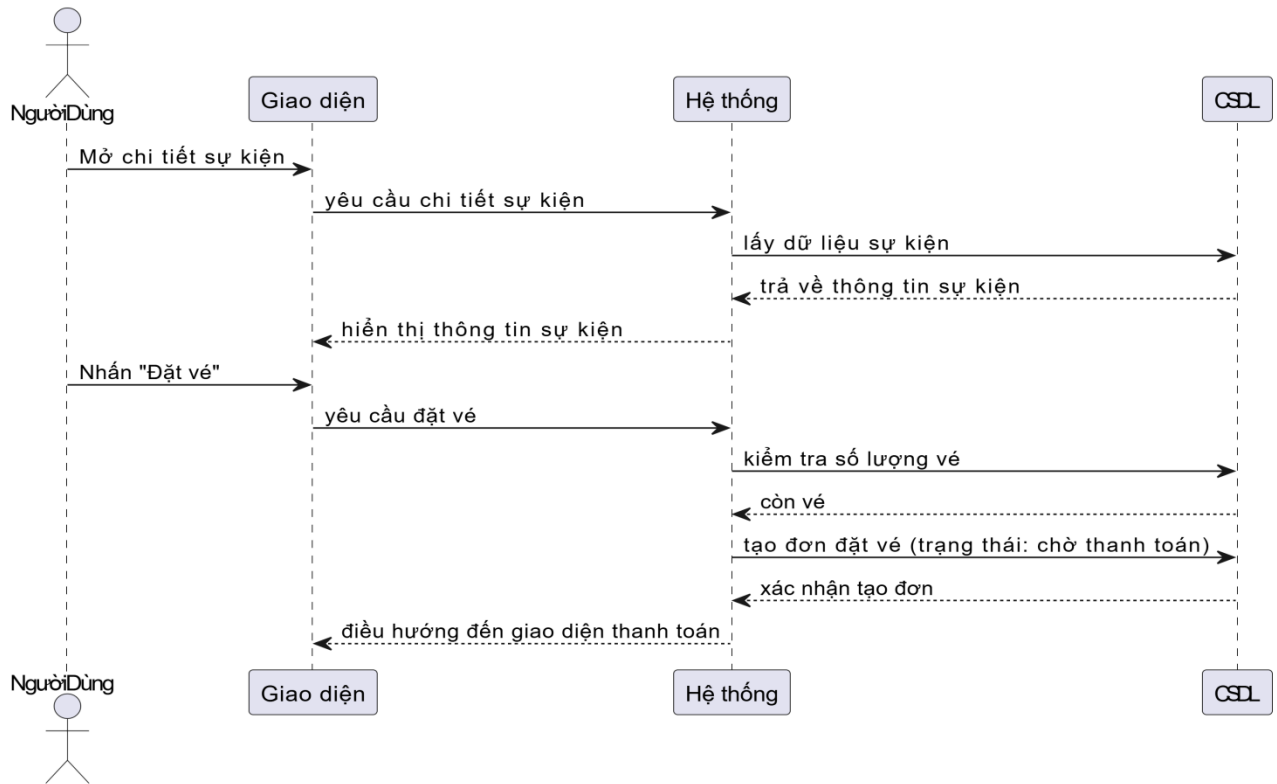 NgườiDùng
Giao diện
Hệ thống
CSDL
Mở chi tiết sự kiện
yêu cầu chi tiết sự kiện
lấy dữ liệu sự kiện
trả về thông tin sự kiện
hiển thị thông tin sự kiện
Nhấn "Đặt vé"
yêu cầu đặt vé
kiểm tra số lượng vé
còn vé
tạo đơn đặt vé (trạng thái: chờ thanh toán)
xác nhận tạo đơn
điều hướng đến giao diện thanh toán
NgườiDùng
Giao diện
Hệ thống
CSDL